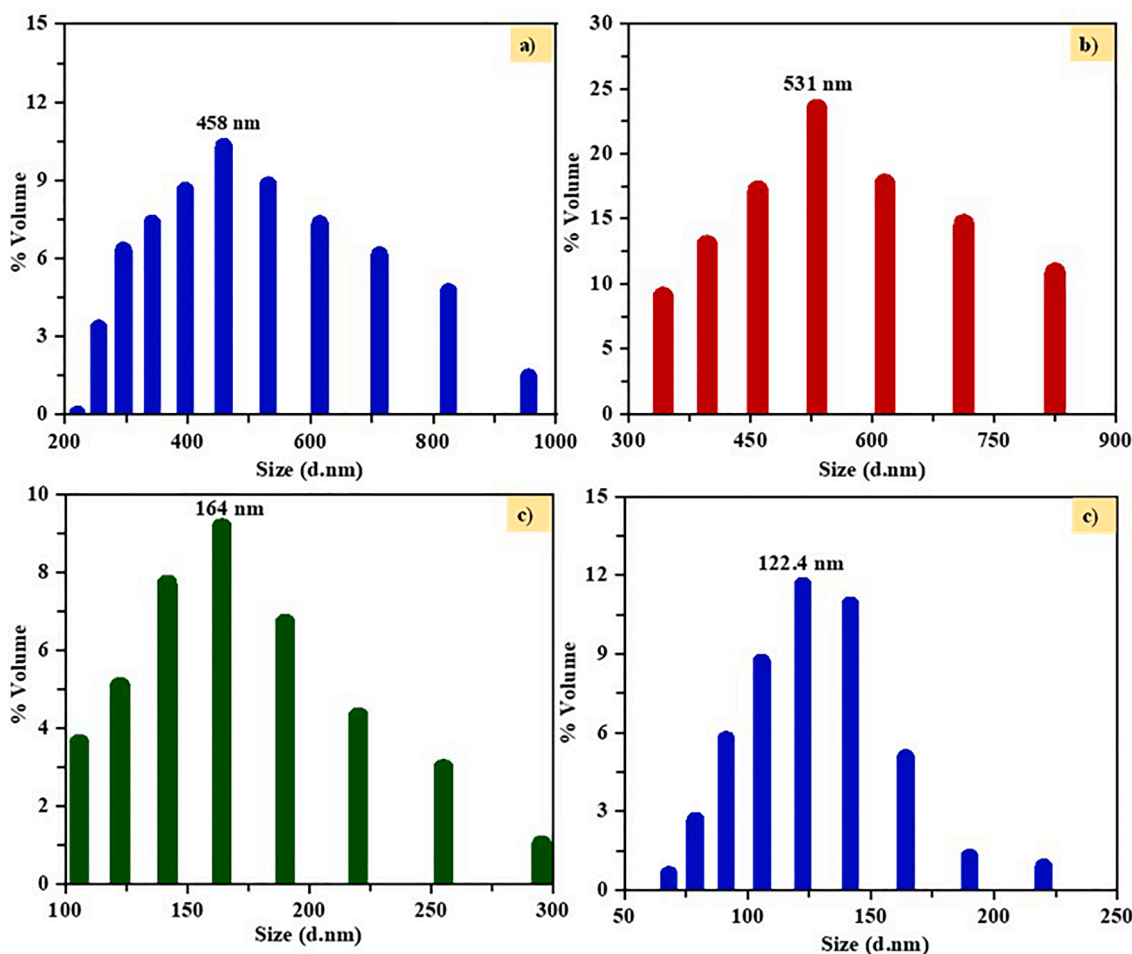 a)
458 nm
15
12
9
6
3
0
% Volume
200
400
600
800
1000
Size (d.nm)
b)
531 nm
30
25
20
15
10
5
0
% Volume
300
450
600
750
900
Size (d.nm)
c)
164 nm
10
8
6
4
2
0
% Volume
100
150
200
250
300
Size (d.nm)
c)
122.4 nm
15
12
9
6
3
0
% Volume
50
100
150
200
250
Size (d.nm)